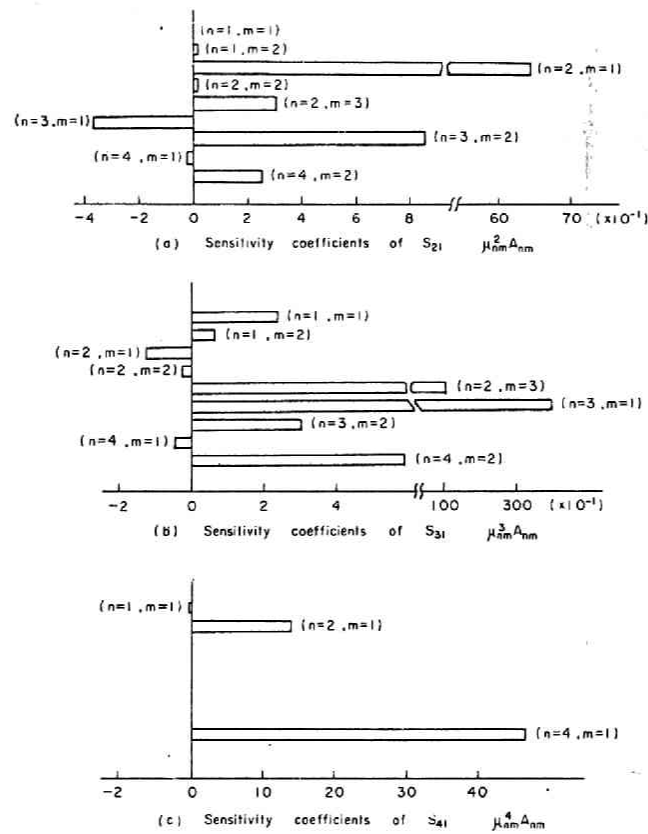 (n=1, m=1)
(n=1, m=2)
(n=2, m=1)
(n=2, m=2)
(n=2, m=3)
(n=3, m=1)
(n=3, m=2)
(n=4, m=1)
(n=4, m=2)
-4 -2 0 2 4 6 8 60 70 (x10⁻¹)
(a) Sensitivity coefficients of S₂₁ μ²ₙₘAₙₘ
(n=1, m=1)
(n=1, m=2)
(n=2, m=1)
(n=2, m=2)
(n=2, m=3)
(n=3, m=1)
(n=3, m=2)
(n=4, m=1)
(n=4, m=2)
-2 0 2 4 100 300 (x10⁻¹)
(b) Sensitivity coefficients of S₃₁ μ³ₙₘAₙₘ
(n=1, m=1)
(n=2, m=1)
(n=4, m=1)
-2 0 10 20 30 40
(c) Sensitivity coefficients of S₄₁ μ⁴ₙₘAₙₘ